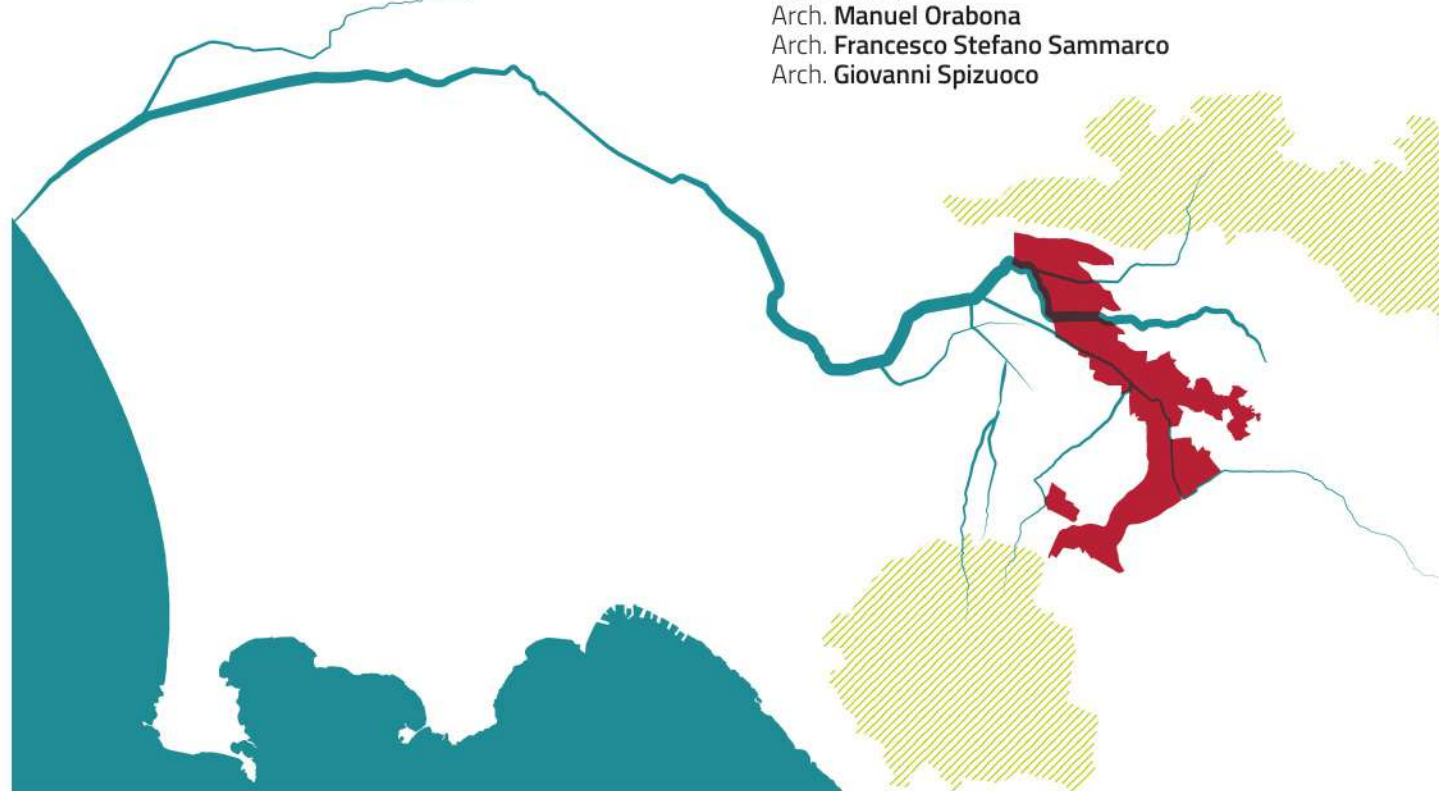 Arch. Manuel Orabona
Arch. Francesco Stefano Sammarco
Arch. Giovanni Spizuoco